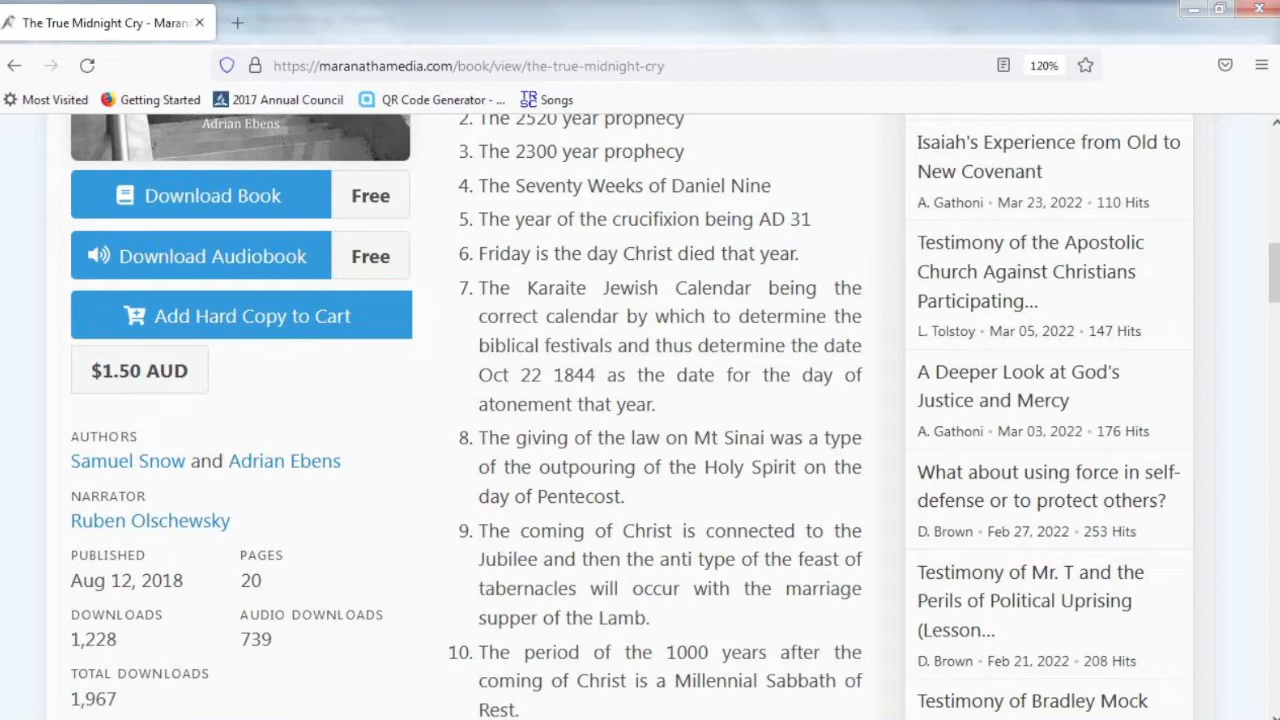 The True Midnight Cry - Maran
https://maranathamedia.com/book/view/the-true-midnight-cry
120%
Most Visited
Getting Started
2017 Annual Council
QR Code Generator - ...
TR
SC
Songs
Adrian Ebens
Download Book
Free
Download Audiobook
Free
Add Hard Copy to Cart
$1.50 AUD
AUTHORS
Samuel Snow and Adrian Ebens
NARRATOR
Ruben Olschewsky
PUBLISHED
PAGES
Aug 12, 2018
20
DOWNLOADS
AUDIO DOWNLOADS
1,228
739
TOTAL DOWNLOADS
1,967
2. The 2520 year prophecy
3. The 2300 year prophecy
4. The Seventy Weeks of Daniel Nine
5. The year of the crucifixion being AD 31
6. Friday is the day Christ died that year.
7. The Karaite Jewish Calendar being the
correct calendar by which to determine the
biblical festivals and thus determine the date
Oct 22 1844 as the date for the day of
atonement that year.
8. The giving of the law on Mt Sinai was a type
of the outpouring of the Holy Spirit on the
day of Pentecost.
9. The coming of Christ is connected to the
Jubilee and then the anti type of the feast of
tabernacles will occur with the marriage
supper of the Lamb.
10. The period of the 1000 years after the
coming of Christ is a Millennial Sabbath of
Rest.
Isaiah's Experience from Old to
New Covenant
A. Gathoni • Mar 23, 2022 • 110 Hits
Testimony of the Apostolic
Church Against Christians
Participating...
L. Tolstoy • Mar 05, 2022 • 147 Hits
A Deeper Look at God's
Justice and Mercy
A. Gathoni • Mar 03, 2022 • 176 Hits
What about using force in self-
defense or to protect others?
D. Brown • Feb 27, 2022 • 253 Hits
Testimony of Mr. T and the
Perils of Political Uprising
(Lesson...
D. Brown • Feb 21, 2022 • 208 Hits
Testimony of Bradley Mock